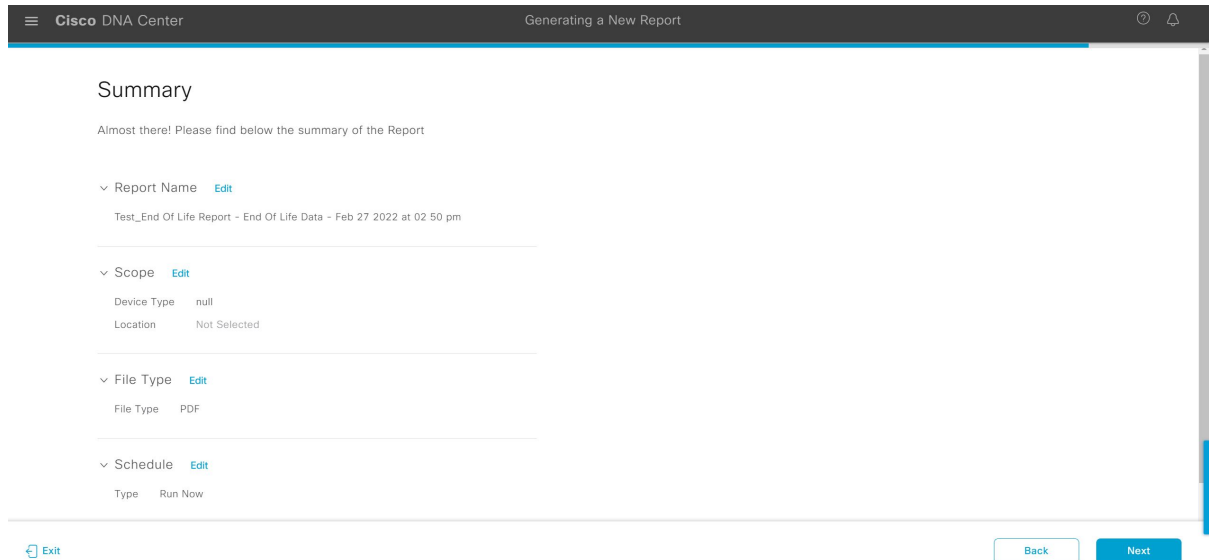 Cisco DNA Center
Generating a New Report
Summary
Almost there! Please find below the summary of the Report
Report Name Edit
Test_End Of Life Report - End Of Life Data - Feb 27 2022 at 02 50 pm
Scope Edit
Device Type null
Location Not Selected
File Type Edit
File Type PDF
Schedule Edit
Type Run Now
Exit
Back
Next